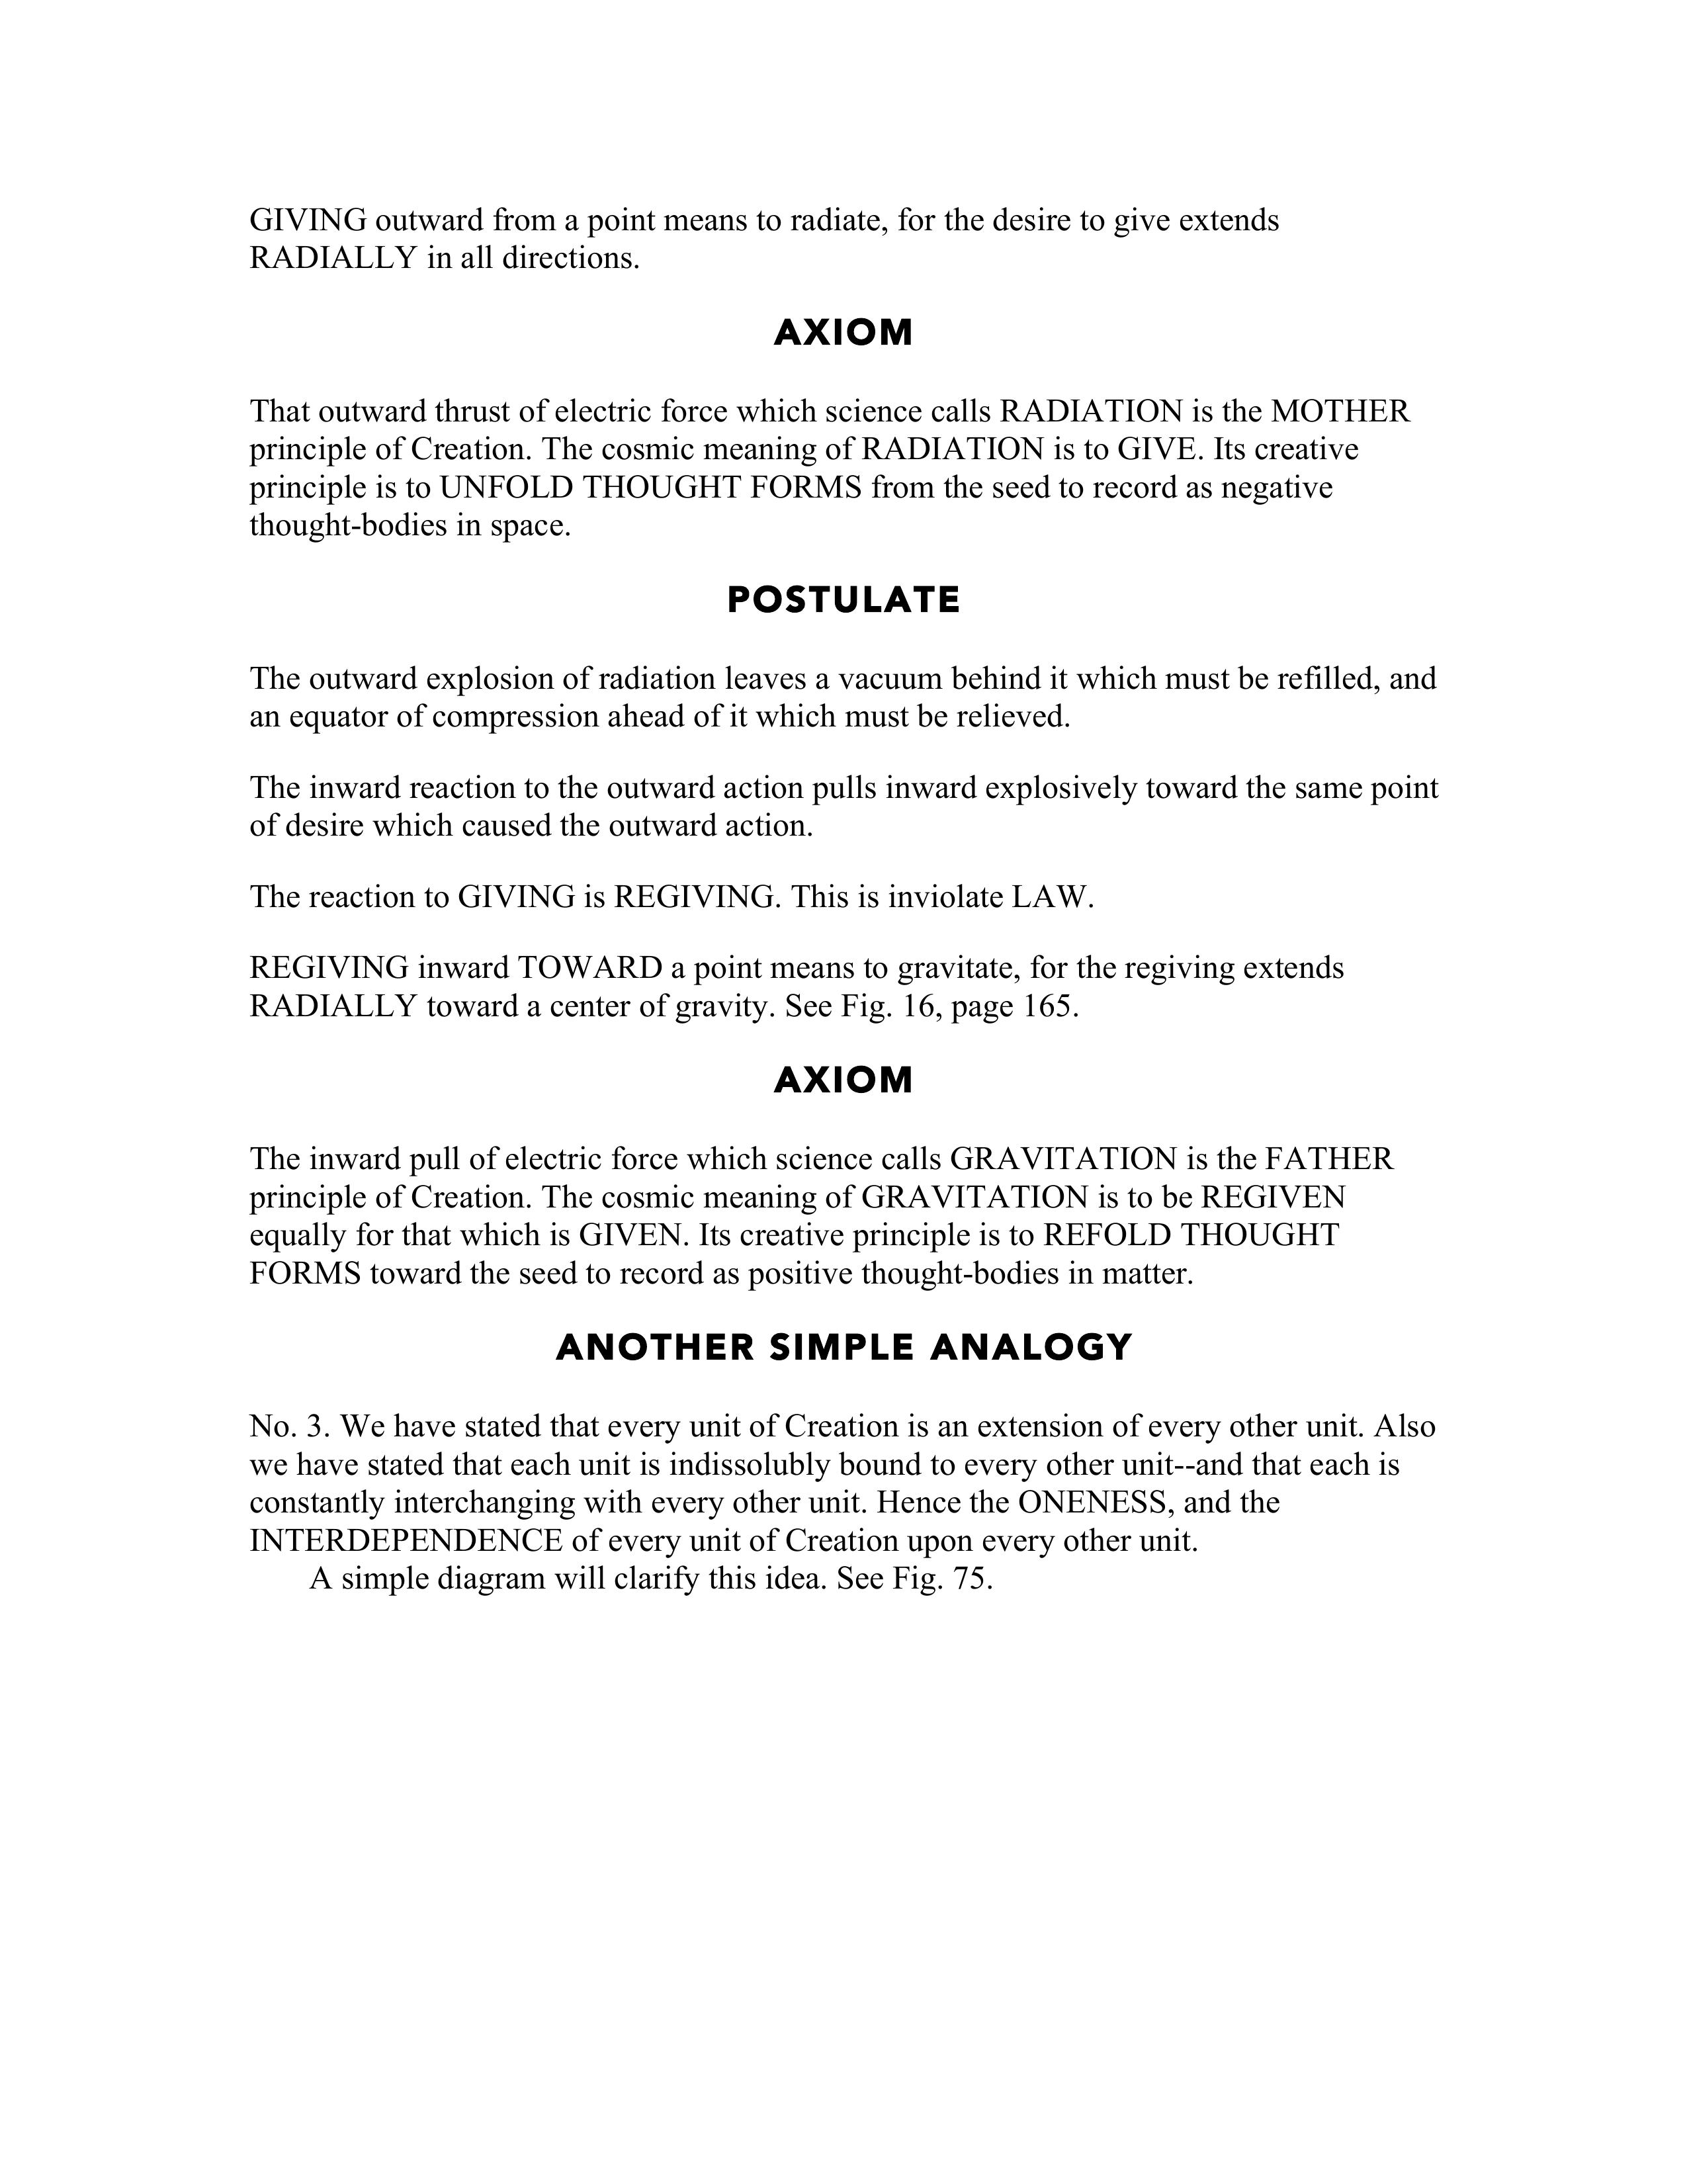 GIVING outward from a point means to radiate, for the desire to give extends
RADIALLY in all directions.
AXIOM
That outward thrust of electric force which science calls RADIATION is the MOTHER
principle of Creation. The cosmic meaning of RADIATION is to GIVE. Its creative
principle is to UNFOLD THOUGHT FORMS from the seed to record as negative
thought-bodies in space.
POSTULATE
The outward explosion of radiation leaves a vacuum behind it which must be refilled, and
an equator of compression ahead of it which must be relieved.
The inward reaction to the outward action pulls inward explosively toward the same point
of desire which caused the outward action.
The reaction to GIVING is REGIVING. This is inviolate LAW.
REGIVING inward TOWARD a point means to gravitate, for the regiving extends
RADIALLY toward a center of gravity. See Fig. 16, page 165.
AXIOM
The inward pull of electric force which science calls GRAVITATION is the FATHER
principle of Creation. The cosmic meaning of GRAVITATION is to be REGIVEN
equally for that which is GIVEN. Its creative principle is to REFOLD THOUGHT
FORMS toward the seed to record as positive thought-bodies in matter.
ANOTHER SIMPLE ANALOGY
No. 3. We have stated that every unit of Creation is an extension of every other unit. Also
we have stated that each unit is indissolubly bound to every other unit--and that each is
constantly interchanging with every other unit. Hence the ONENESS, and the
INTERDEPENDENCE of every unit of Creation upon every other unit.
A simple diagram will clarify this idea. See Fig. 75.